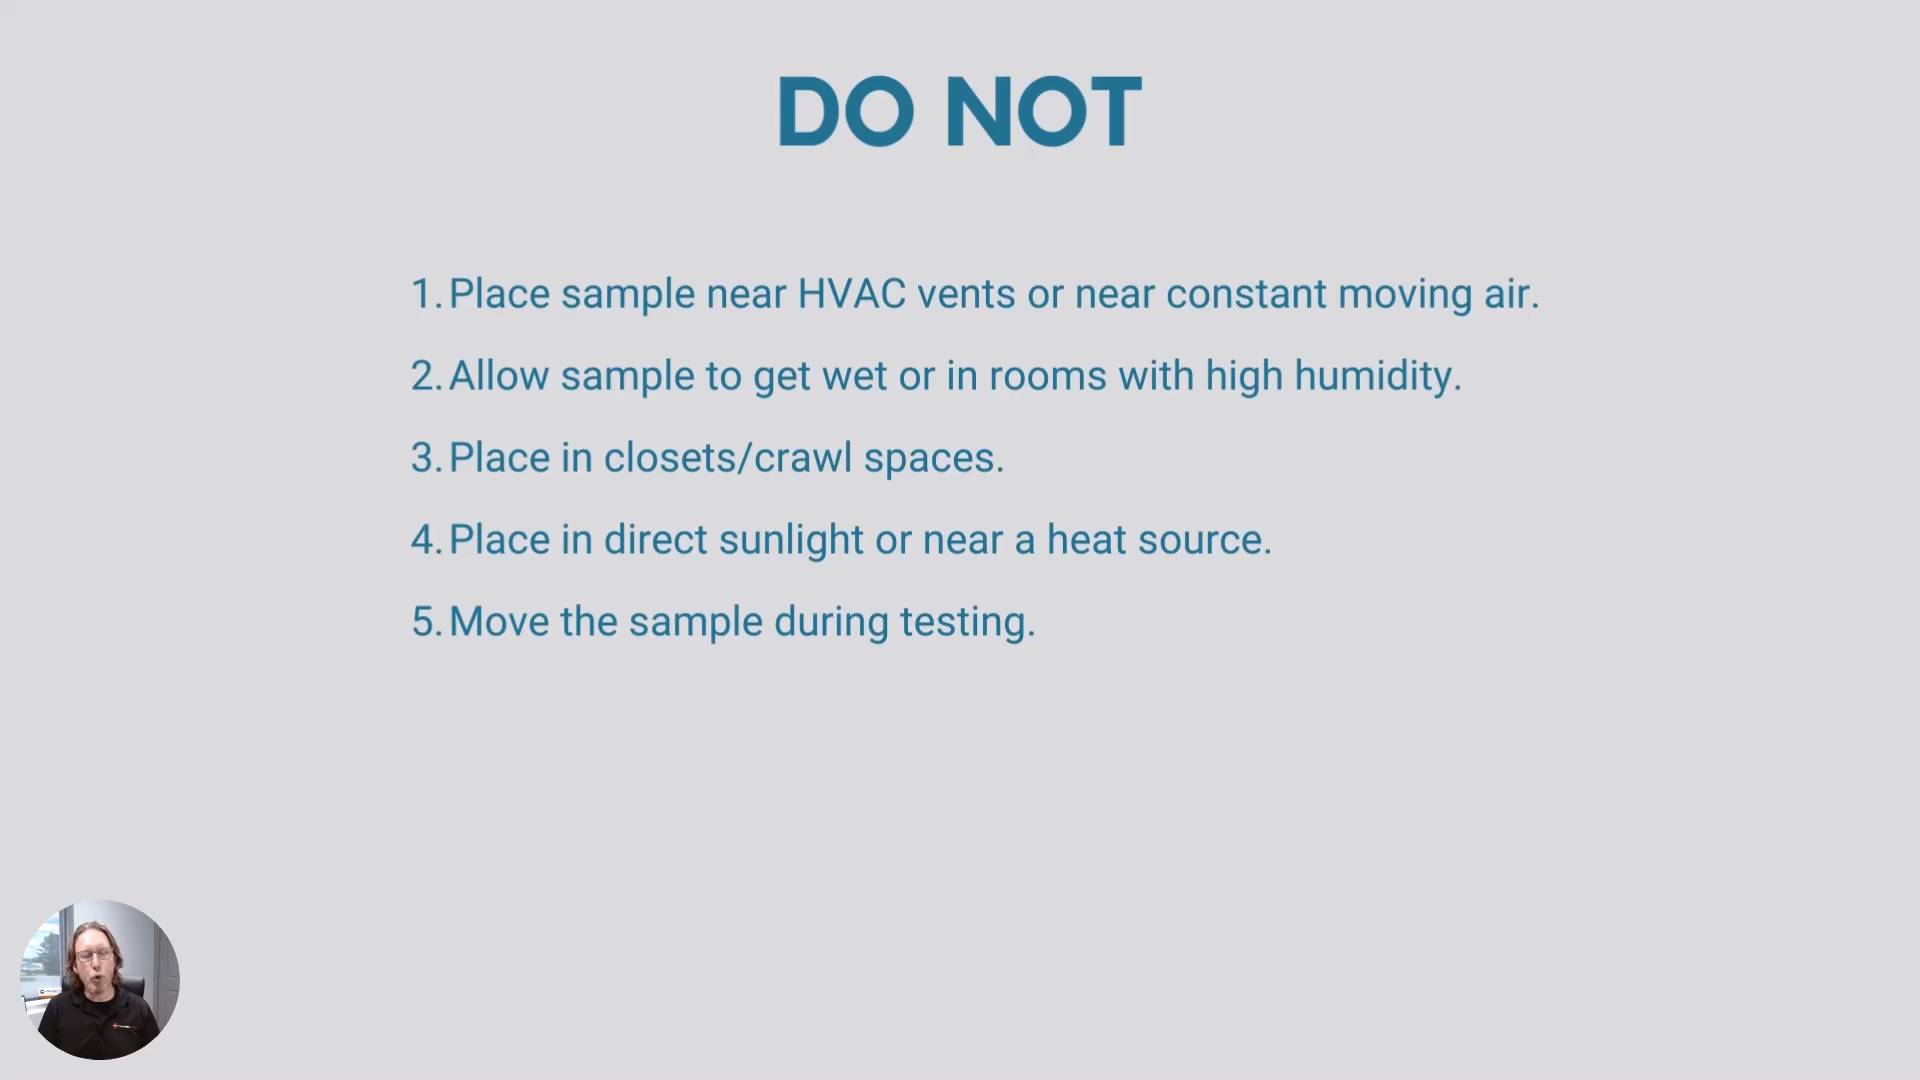 DO NOT
1. Place sample near HVAC vents or near constant moving air.
2. Allow sample to get wet or in rooms with high humidity.
3. Place in closets/crawl spaces.
4. Place in direct sunlight or near a heat source.
5. Move the sample during testing.